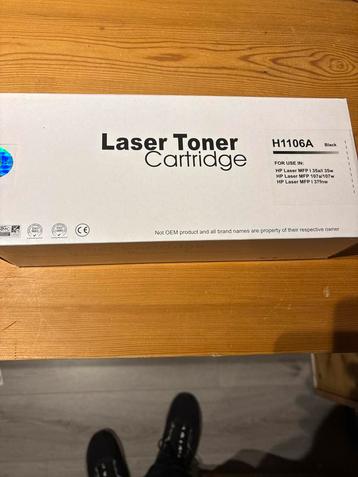 Laser Toner
Cartridge
H1106A Black
FOR USE IN:
HP Laser MFP 135a/135w
HP Laser MFP 107a/107w
HP Laser MFP 137fnw
Not OEM product and all brand names are property of their respective owner